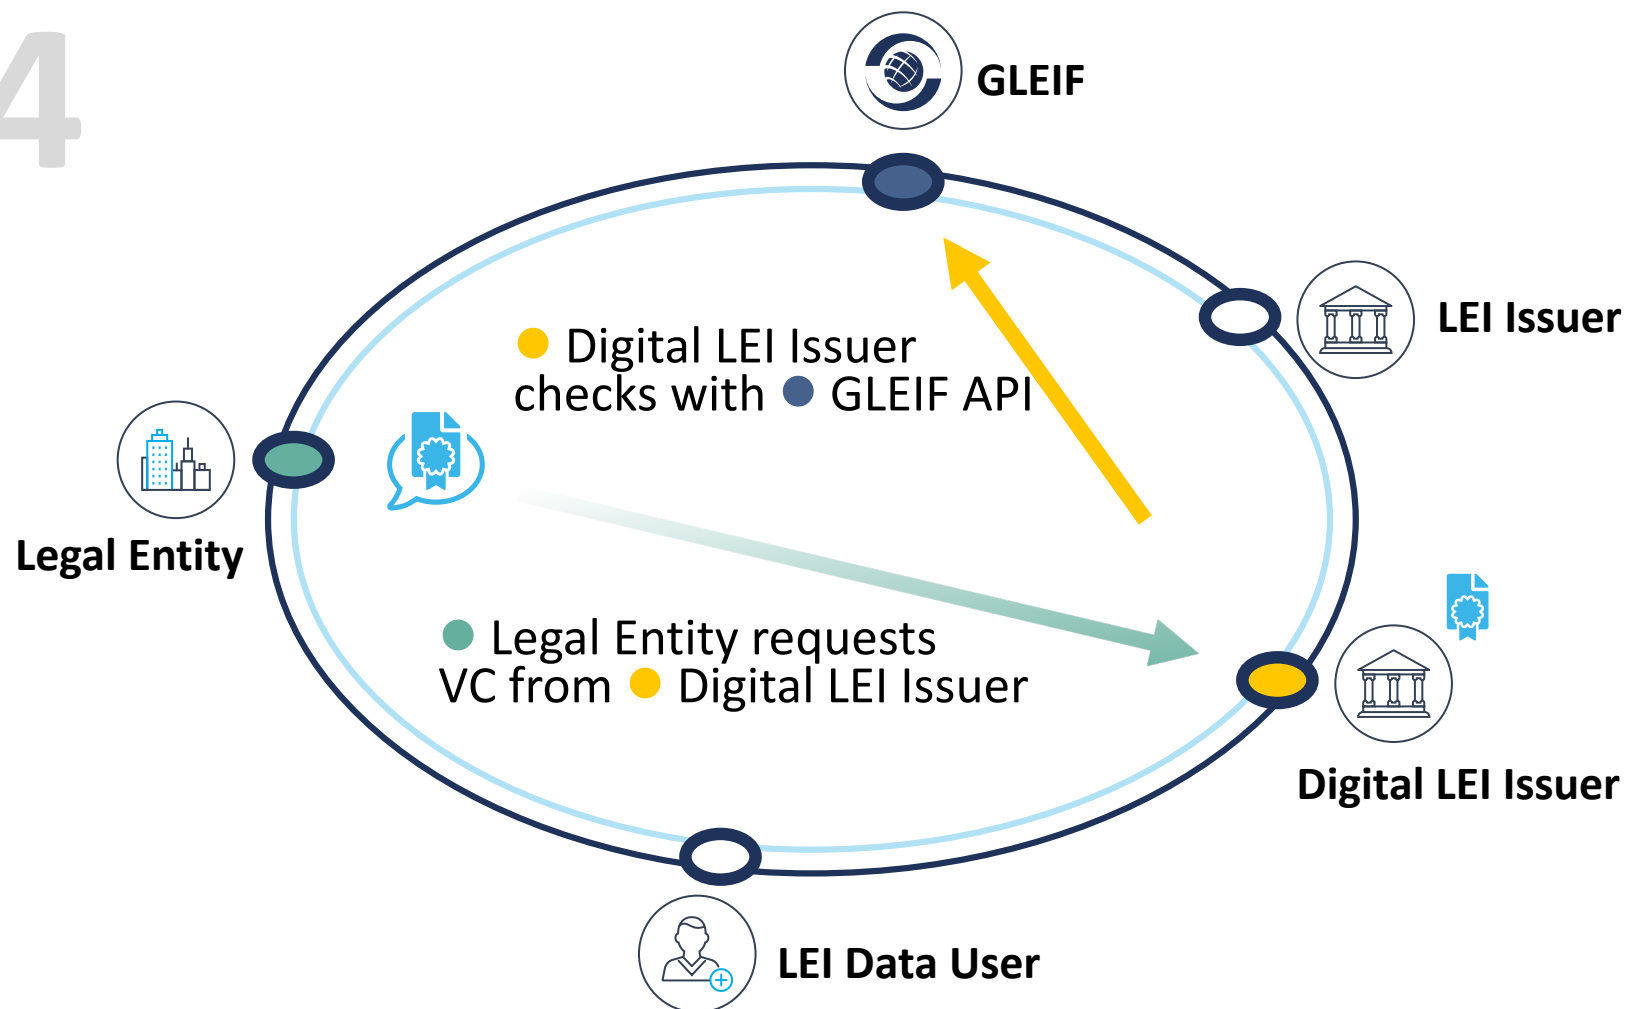 4
GLEIF
LEI Issuer
Digital LEI Issuer
checks with GLEIF API
Legal Entity
Legal Entity requests
VC from Digital LEI Issuer
Digital LEI Issuer
LEI Data User